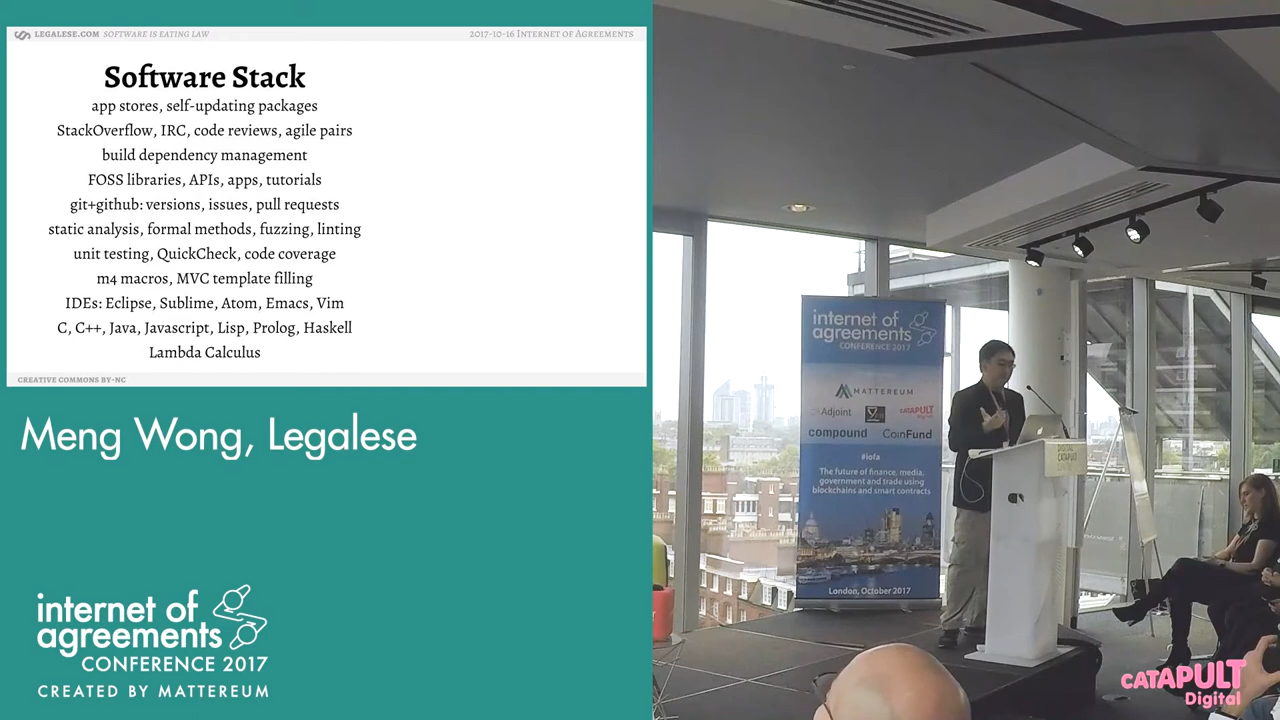 LEGALESE.COM SOFTWARE IS EATING LAW
2017-10-16 INTERNET OF AGREEMENTS
Software Stack
app stores, self-updating packages
StackOverflow, IRC, code reviews, agile pairs
build dependency management
FOSS libraries, APIs, apps, tutorials
git+github: versions, issues, pull requests
static analysis, formal methods, fuzzing, linting
unit testing, QuickCheck, code coverage
m4 macros, MVC template filling
IDEs: Eclipse, Sublime, Atom, Emacs, Vim
C, C++, Java, Javascript, Lisp, Prolog, Haskell
Lambda Calculus
CREATIVE COMMONS BY-NC
Meng Wong, Legalese
internet of
agreements
CONFERENCE 2017
CREATED BY MATTEREUM
internet of
agreements
CONFERENCE 2017
MATTEREUM
Adjoint
CATAPULT
compound
CoinFund
#iofa
The future of finance, media,
government and trade using
blockchains and smart contracts
London, October 2017
DIGITAL
CATAPULT
CATAPULT
Digital